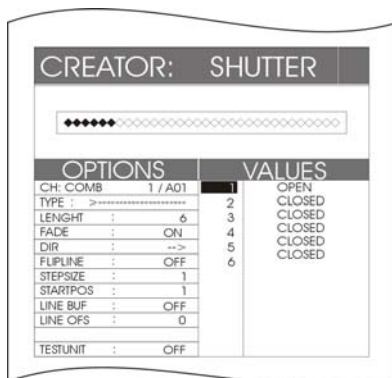 CREATOR: SHUTTER
OPTIONS VALUES
CH: COMB 1 / A01 1 OPEN
TYPE : >---------------------- 2 CLOSED
LENGHT : 6 3 CLOSED
FADE : ON 4 CLOSED
DIR : --> 5 CLOSED
FLIPLINE : OFF 6 CLOSED
STEPSIZE : 1
STARTPOS : 1
LINE BUF : OFF
LINE OFS : 0
TESTUNIT : OFF